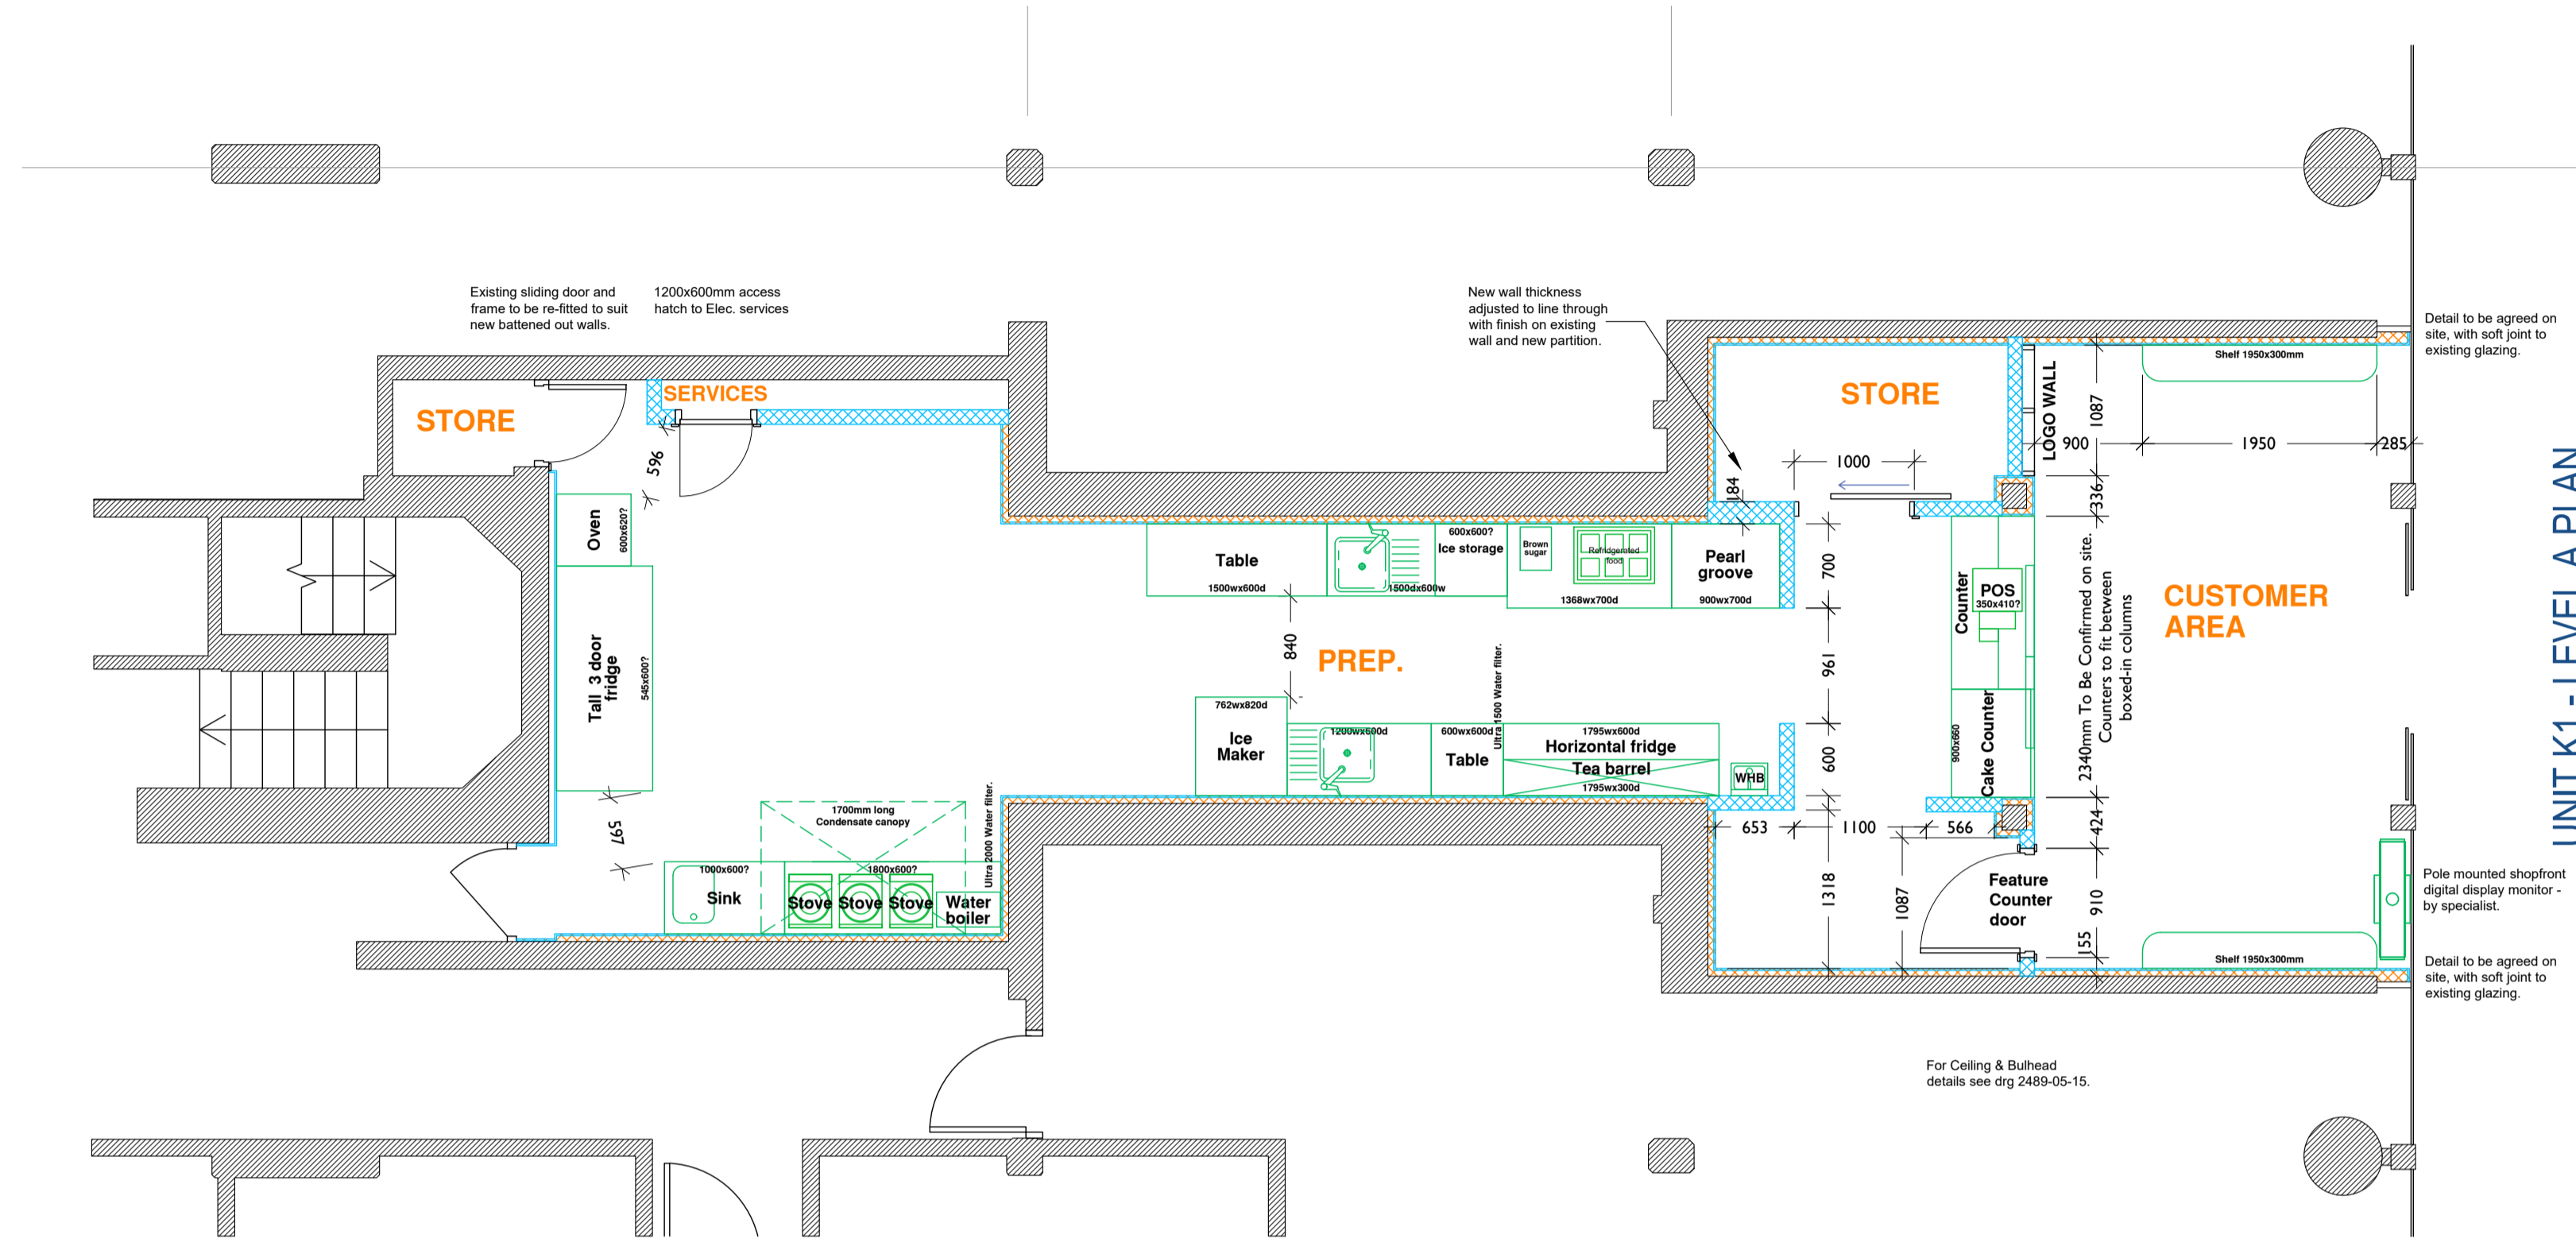 Existing sliding door and
frame to be re-fitted to suit
new battened out walls.
1200x600mm access
hatch to Elec. services
New wall thickness
adjusted to line through
with finish on existing
wall and new partition.
Detail to be agreed on
site, with soft joint to
existing glazing.
STORE
SERVICES
596
Oven
600x620?
Tall 3 door
fridge
545x600?
597
1700mm long
Condensate canopy
Ultra 2000 Water filter.
1000x600?
Sink
1800x600?
Stove
Stove
Stove
Water
boiler
Table
1500wx600d
1500dx600w
600x600?
Ice storage
Brown
sugar
Refridgerated
food
1368wx700d
Pearl
groove
900wx700d
840
PREP.
762wx820d
Ice
Maker
1200wx600d
600wx600d
Table
Ultra 1500 Water filter.
1795wx600d
Horizontal fridge
Tea barrel
1795wx300d
WHB
STORE
184
1000
700
961
600
653
1100
566
1318
1087
LOGO WALL
1087
900
1950
285
336
Shelf 1950x300mm
Counter
POS
350x410?
Cake Counter
900x660
2340mm To Be Confirmed on site.
Counters to fit between
boxed-in columns
CUSTOMER
AREA
424
910
155
Feature
Counter
door
Shelf 1950x300mm
Pole mounted shopfront
digital display monitor -
by specialist.
Detail to be agreed on
site, with soft joint to
existing glazing.
For Ceiling & Bulhead
details see drg 2489-05-15.
UNIT K1 - LEVEL A PLAN